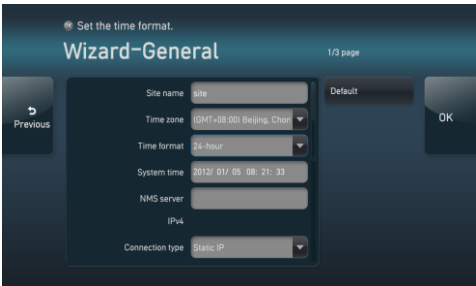 Set the time format.
Wizard-General
1/3 page
Previous
Site name
site
Default
OK
Time zone
(GMT+08:00) Beijing, Chon
Time format
24-hour
System time
2012/ 01/ 05 08: 21: 33
NMS server
IPv4
Connection type
Static IP